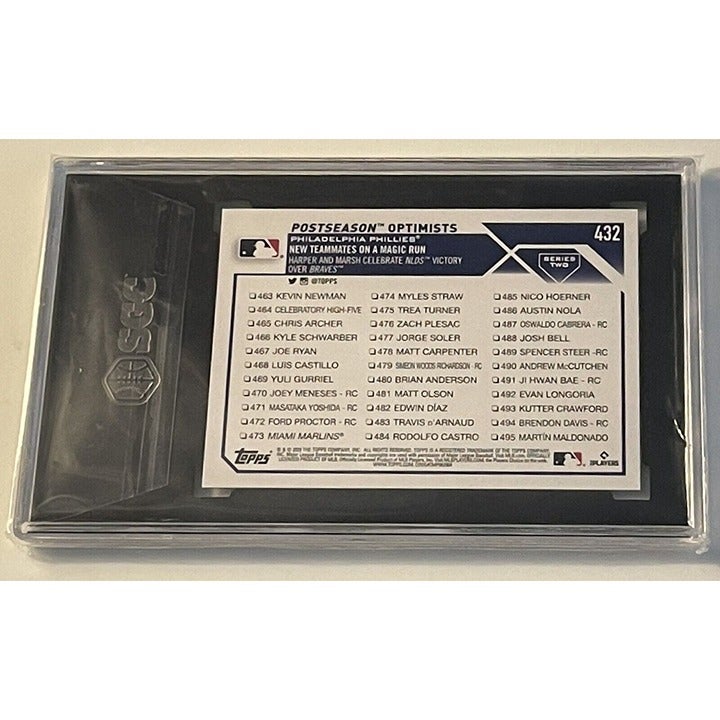 SGC
POSTSEASON™ OPTIMISTS
432
PHILADELPHIA PHILLIES®
NEW TEAMMATES ON A MAGIC RUN
HARPER AND MARSH CELEBRATE NLDS™ VICTORY
OVER BRAVES™
SERIES
TWO
@TOPPS
463 KEVIN NEWMAN
464 CELEBRATORY HIGH-FIVE
465 CHRIS ARCHER
466 KYLE SCHWARBER
467 JOE RYAN
468 LUIS CASTILLO
469 YULI GURRIEL
470 JOEY MENESES - RC
471 MASATAKA YOSHIDA - RC
472 FORD PROCTOR - RC
473 MIAMI MARLINS®
474 MYLES STRAW
475 TREA TURNER
476 ZACH PLESAC
477 JORGE SOLER
478 MATT CARPENTER
479 SIMEON WOODS RICHARDSON - RC
480 BRIAN ANDERSON
481 MATT OLSON
482 EDWIN DÍAZ
483 TRAVIS d'ARNAUD
484 RODOLFO CASTRO
485 NICO HOERNER
486 AUSTIN NOLA
487 OSWALDO CABRERA - RC
488 JOSH BELL
489 SPENCER STEER - RC
490 ANDREW McCUTCHEN
491 JI HWAN BAE - RC
492 EVAN LONGORIA
493 KUTTER CRAWFORD
494 BRENDON DAVIS - RC
495 MARTÍN MALDONADO
Topps
PLAYERS